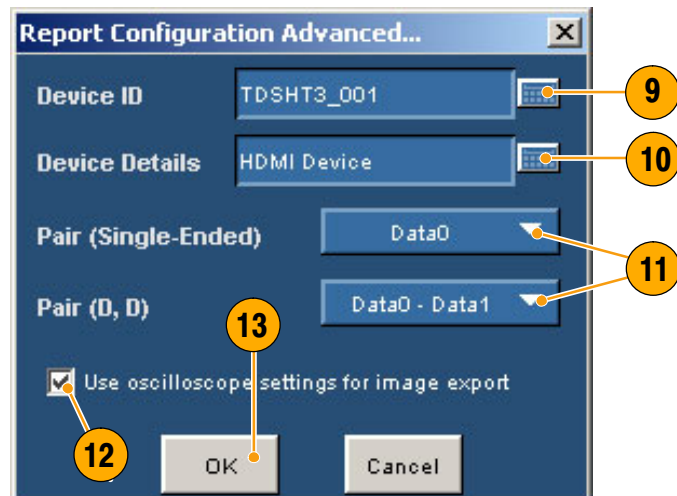 Report Configuration Advanced...
Device ID TDSHT3_001 9
Device Details HDMI Device 10
Pair (Single-Ended) Data0
11
Pair (D, D) Data0 - Data1
13
Use oscilloscope settings for image export
12
OK Cancel